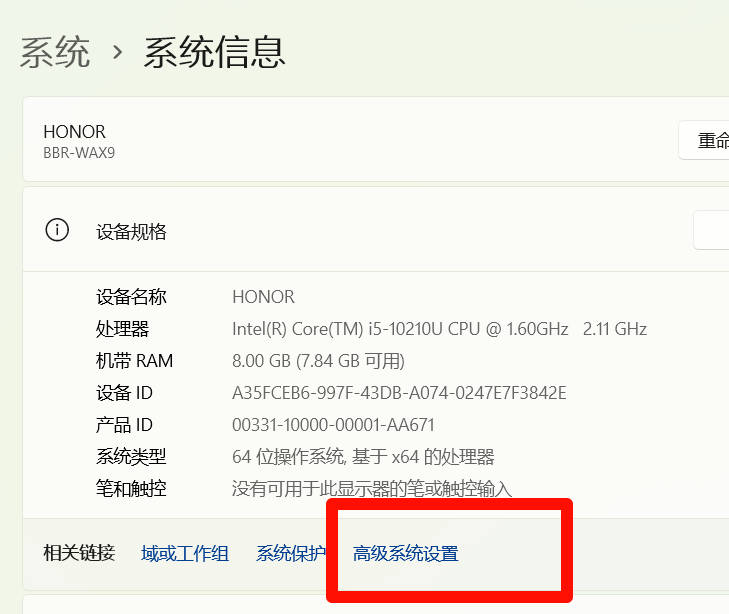 系统 › 系统信息
HONOR
BBR-WAX9
重命
设备规格
设备名称 HONOR
处理器 Intel(R) Core(TM) i5-10210U CPU @ 1.60GHz 2.11 GHz
机带 RAM 8.00 GB (7.84 GB 可用)
设备 ID A35FCEB6-997F-43DB-A074-0247E7F3842E
产品 ID 00331-10000-00001-AA671
系统类型 64 位操作系统, 基于 x64 的处理器
笔和触控 没有可用于此显示器的笔或触控输入
相关链接 域或工作组 系统保护 高级系统设置